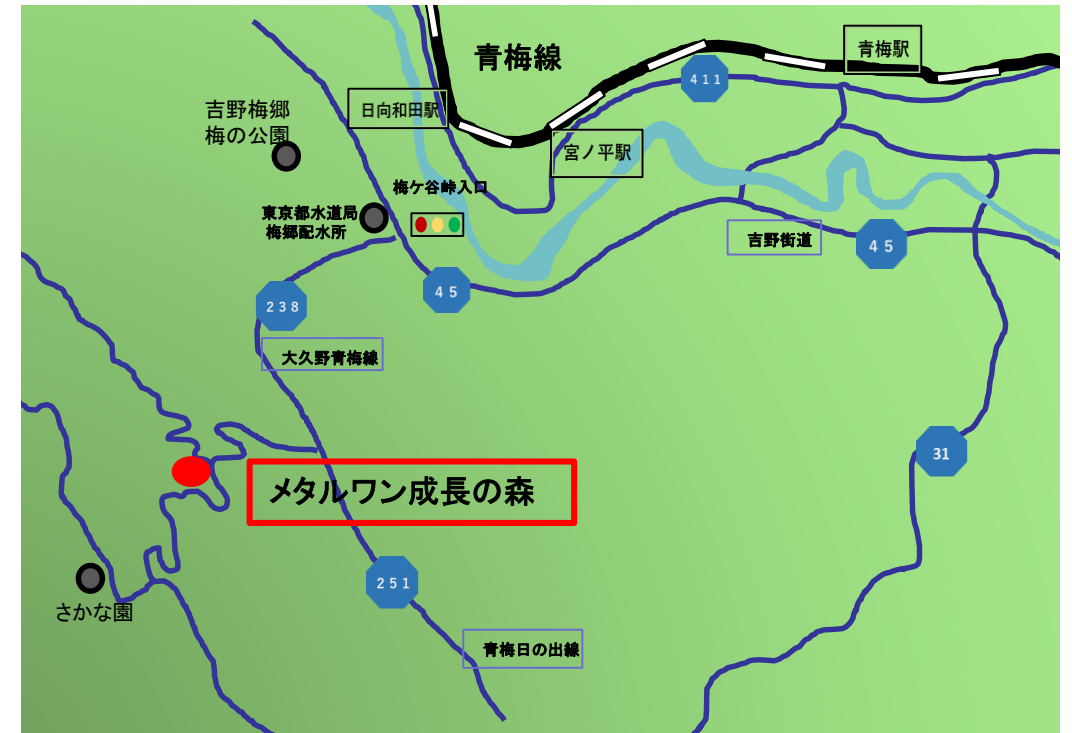 青梅線
青梅駅
411
吉野梅郷
梅の公園
日向和田駅
宮ノ平駅
梅ケ谷峠入口
東京都水道局
梅郷配水所
吉野街道
45
45
238
大久野青梅線
31
メタルワン成長の森
251
さかな園
青梅日の出線